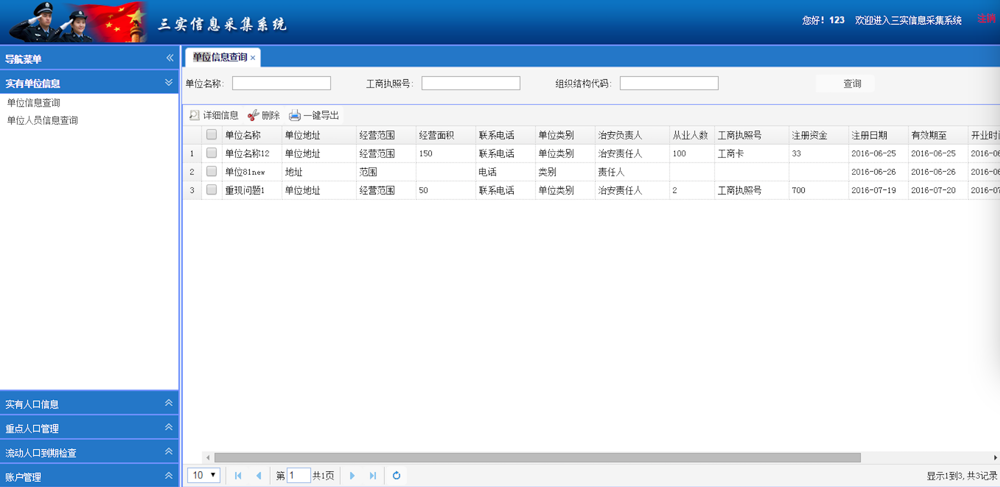 三实信息采集系统
您好! 123 欢迎进入三实信息采集系统 注销
导航菜单
实有单位信息
单位信息查询
单位人员信息查询
实有人口信息
重点人口管理
流动人口到期检查
账户管理
单位信息查询
单位名称: 工商执照号: 组织结构代码: 查询
详细信息 删除 一键导出
单位名称 单位地址 经营范围 经营面积 联系电话 单位类别 治安负责人 从业人数 工商执照号 注册资金 注册日期 有效期至 开业时
1 单位名称12 单位地址 经营范围 150 联系电话 单位类别 治安责任人 100 工商卡 33 2016-06-25 2016-06-25 2016-06
2 单位81new 地址 范围 电话 类别 责任人 2016-06-26 2016-06-26 2016-06
3 重现问题1 单位地址 经营范围 50 联系电话 单位类别 治安责任人 2 工商执照号 700 2016-07-19 2016-07-20 2016-07
10 第 1 共1页 显示1到3, 共3记录